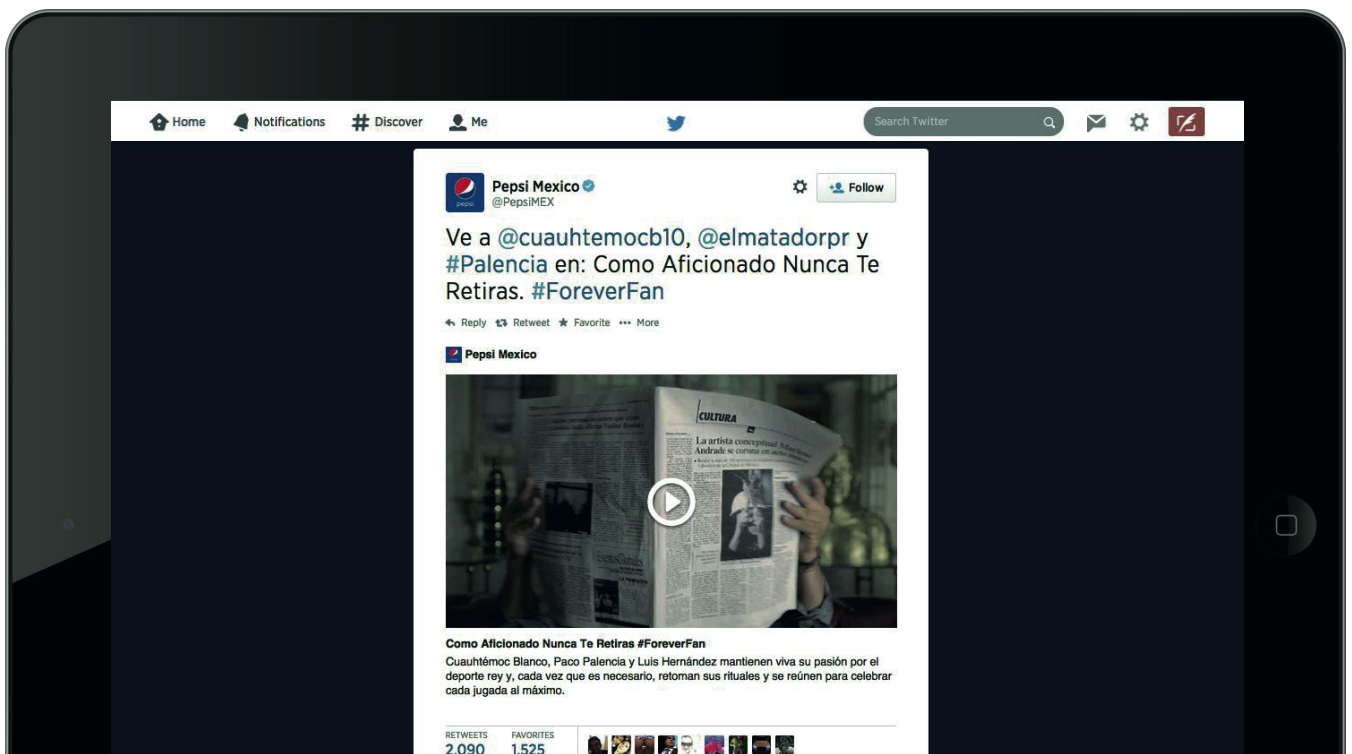 Home Notifications Discover Me Search Twitter
Pepsi Mexico
@PepsiMEX
Follow
pepsi
Ve a @cuauhtemocb10, @elmatadorpr y
#Palencia en: Como Aficionado Nunca Te
Retiras. #ForeverFan
Reply Retweet Favorite More
Pepsi Mexico
CULTURA
La artista conceptual
Andrade se corona en
Como Aficionado Nunca Te Retiras #ForeverFan
Cuauhtémoc Blanco, Paco Palencia y Luis Hernández mantienen viva su pasión por el
deporte rey y, cada vez que es necesario, retoman sus rituales y se reúnen para celebrar
cada jugada al máximo.
RETWEETS FAVORITES
2,090 1,525